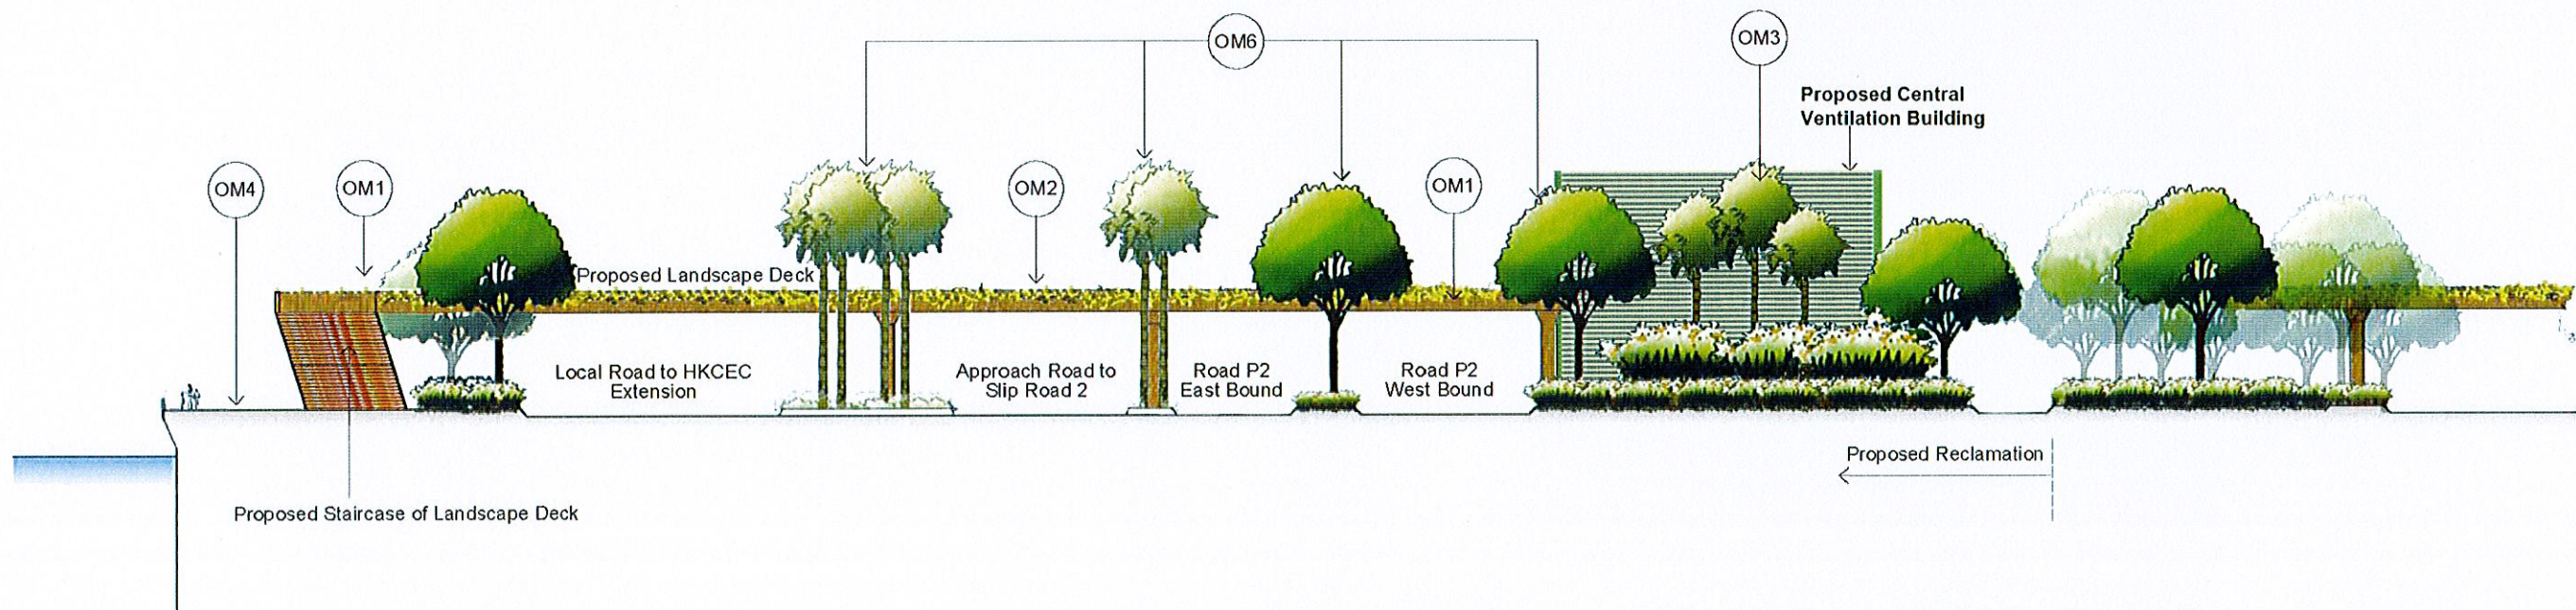 OM6
OM3
Proposed Central
Ventilation Building
OM4
OM1
OM2
OM1
Proposed Landscape Deck
Local Road to HKCEC
Extension
Approach Road to
Slip Road 2
Road P2
East Bound
Road P2
West Bound
Proposed Reclamation
Proposed Staircase of Landscape Deck